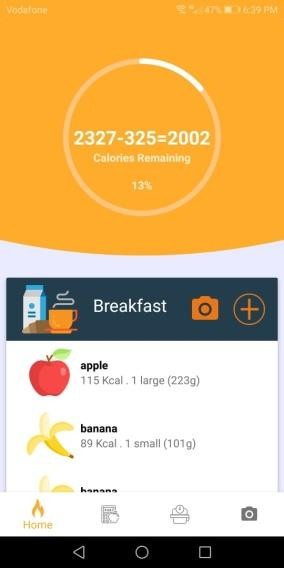 Vodafone 47% 6:39 PM
2327-325=2002
Calories Remaining
13%
Breakfast
apple
115 Kcal . 1 large (223g)
banana
89 Kcal . 1 small (101g)
banana
Home